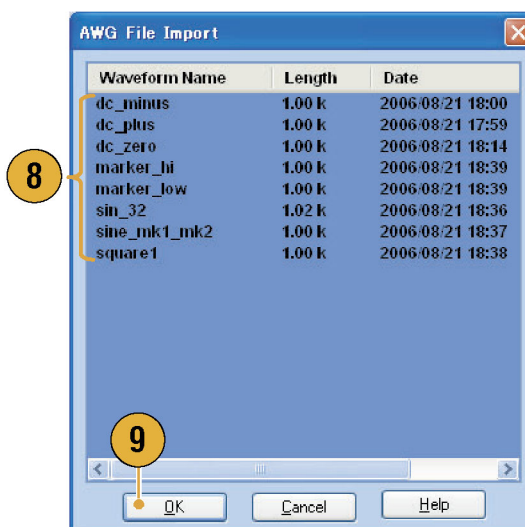 AWG File Import
Waveform Name Length Date
dc_minus 1.00 k 2006/08/21 18:00
dc_plus 1.00 k 2006/08/21 17:59
dc_zero 1.00 k 2006/08/21 18:14
marker_hi 1.00 k 2006/08/21 18:39
marker_low 1.00 k 2006/08/21 18:39
sin_32 1.02 k 2006/08/21 18:36
sine_mk1_mk2 1.00 k 2006/08/21 18:37
square1 1.00 k 2006/08/21 18:38
8
9
OK Cancel Help